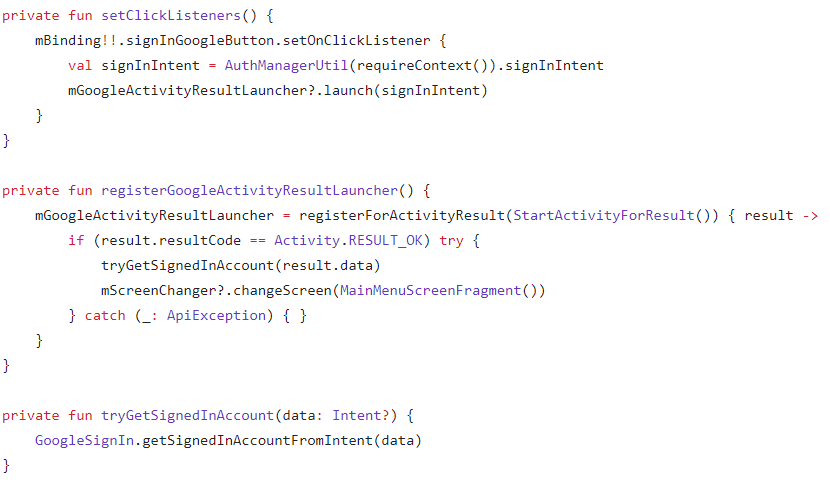 private fun setClickListeners() {
    mBinding!!.signInGoogleButton.setOnClickListener {
        val signInIntent = AuthManagerUtil(requireContext()).signInIntent
        mGoogleActivityResultLauncher?.launch(signInIntent)
    }
}

private fun registerGoogleActivityResultLauncher() {
    mGoogleActivityResultLauncher = registerForActivityResult(StartActivityForResult()) { result ->
        if (result.resultCode == Activity.RESULT_OK) try {
            tryGetSignedInAccount(result.data)
            mScreenChanger?.changeScreen(MainMenuScreenFragment())
        } catch (_: ApiException) { }
    }
}

private fun tryGetSignedInAccount(data: Intent?) {
    GoogleSignIn.getSignedInAccountFromIntent(data)
}